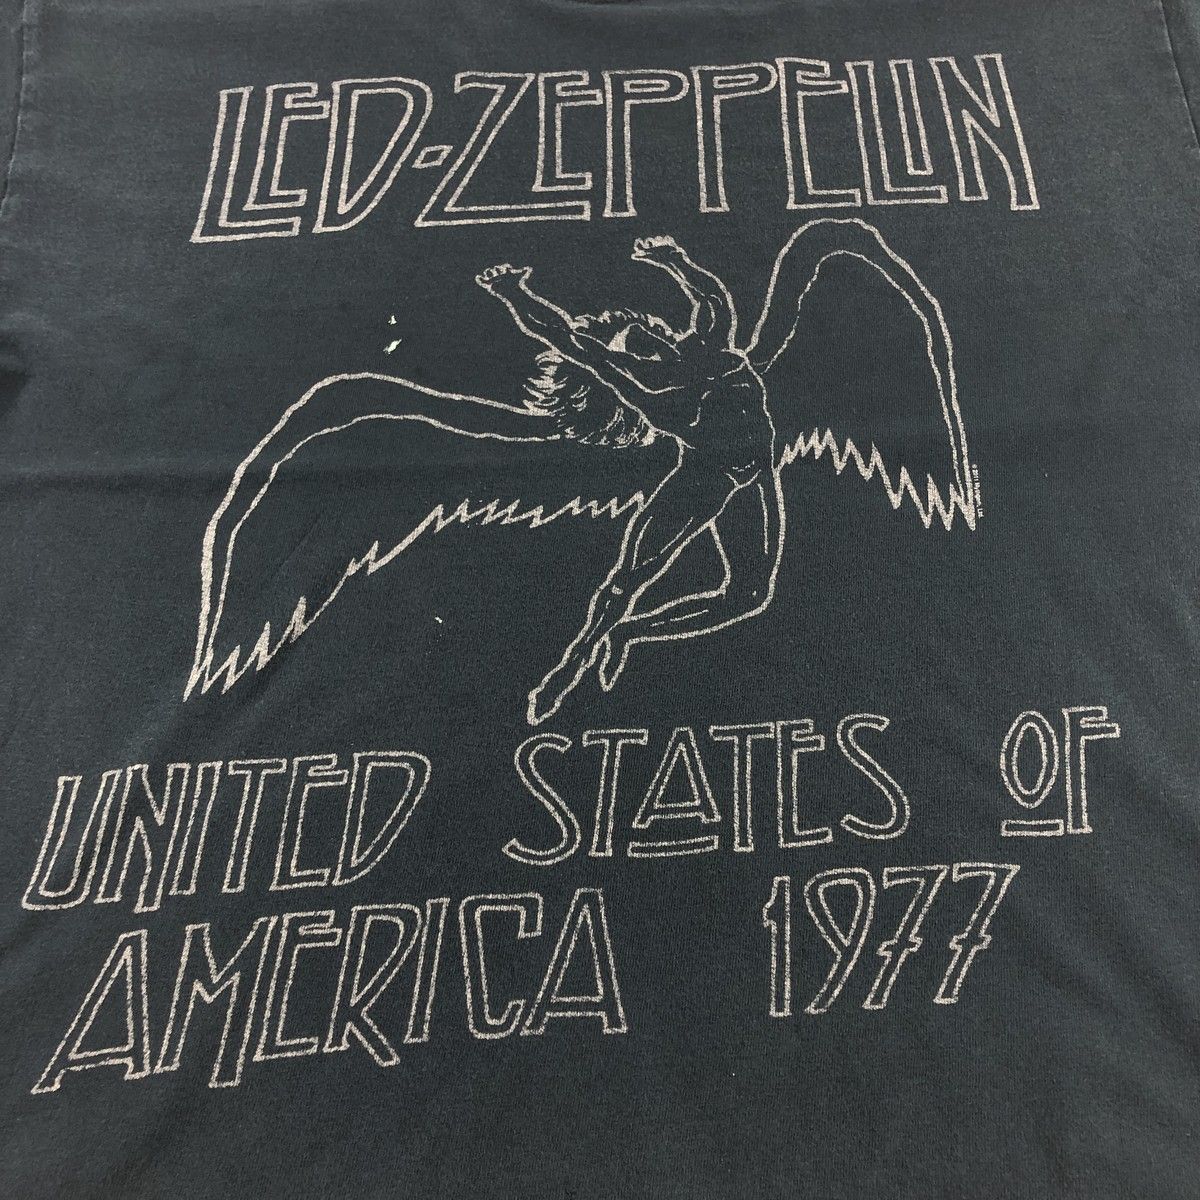 LED-ZEPPELIN
UNITED STATES OF
AMERICA 1977